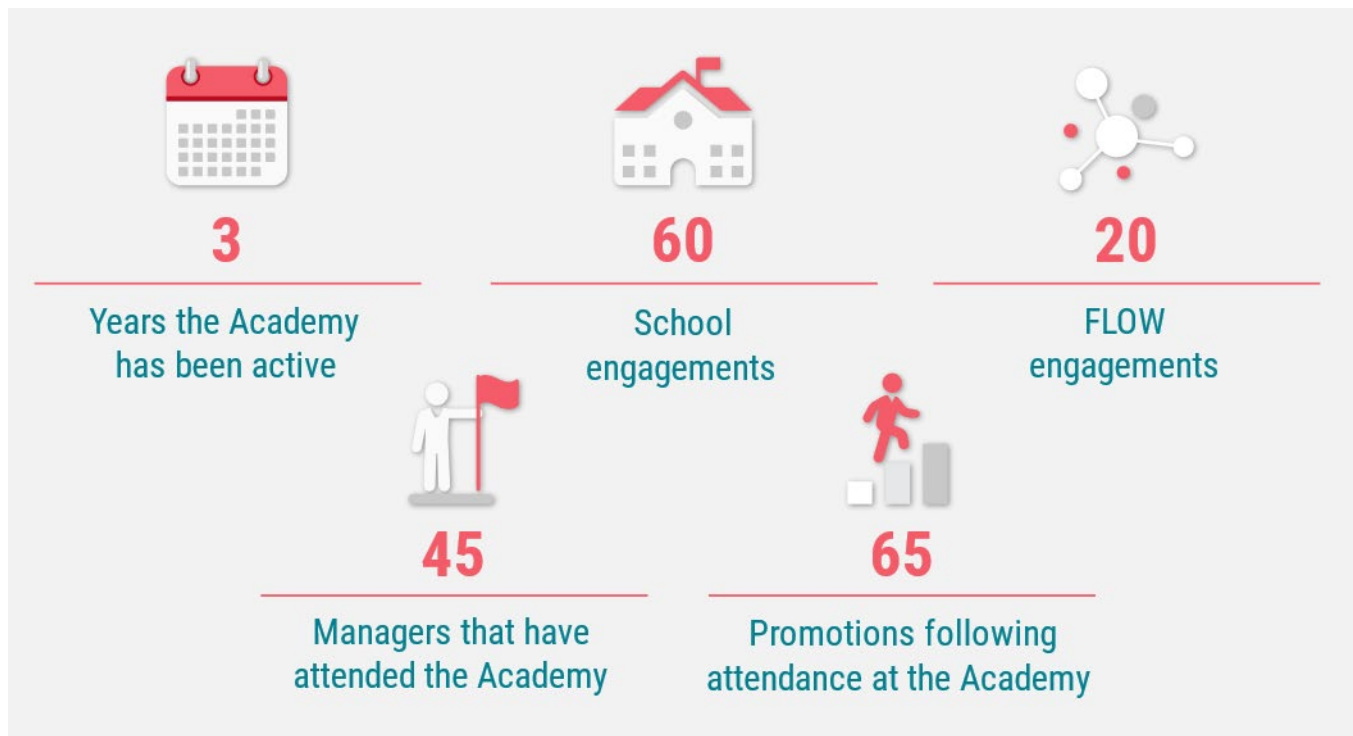 3
Years the Academy
has been active
60
School
engagements
20
FLOW
engagements
45
Managers that have
attended the Academy
65
Promotions following
attendance at the Academy